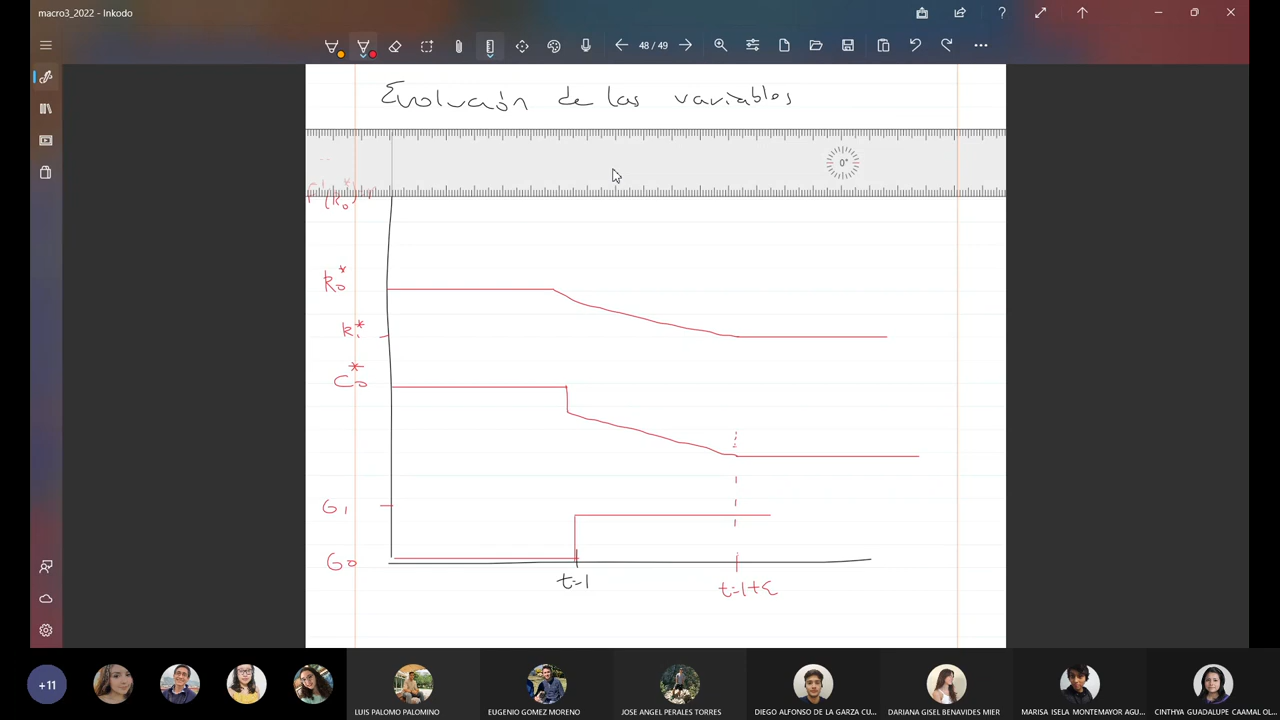 macro3_2022 - Inkodo
48 / 49
Evolución de las variables
0°
K₀*
K₁*
C₀*
G₁
G₀
t=1
t=1+ε
+11
LUIS PALOMO PALOMINO
EUGENIO GOMEZ MORENO
JOSE ANGEL PERALES TORRES
DIEGO ALFONSO DE LA GARZA CU...
DARIANA GISEL BENAVIDES MIER
MARISA ISELA MONTEMAYOR AGU...
CINTHYA GUADALUPE CAAMAL OL...